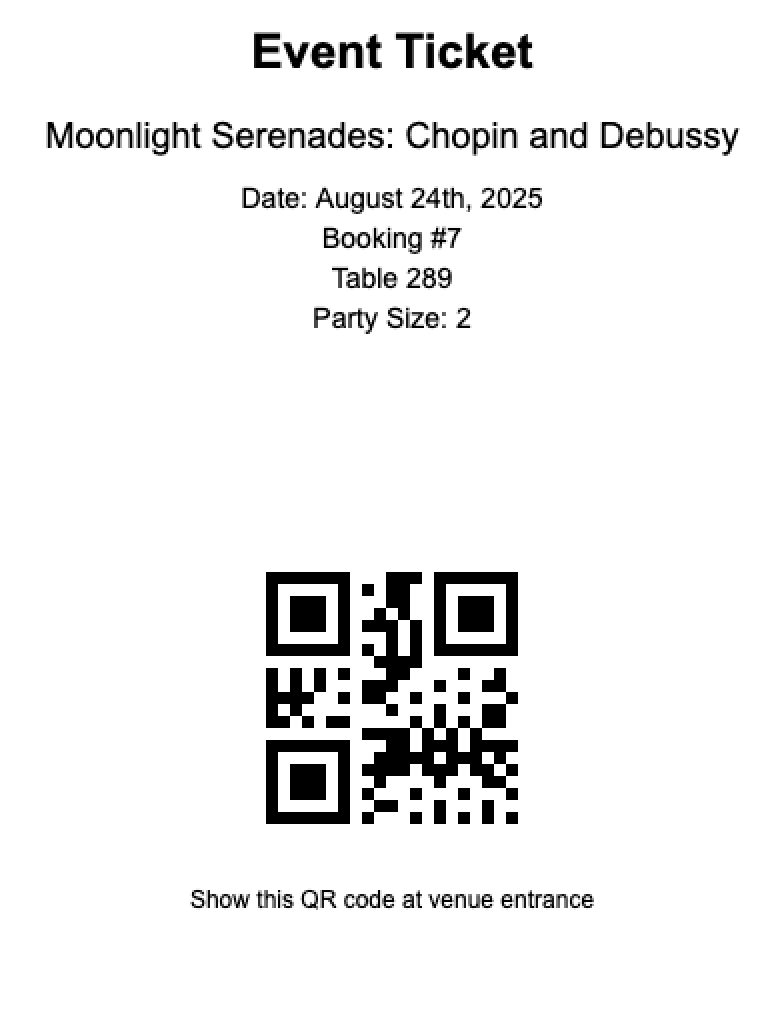 Event Ticket
Moonlight Serenades: Chopin and Debussy
Date: August 24th, 2025
Booking #7
Table 289
Party Size: 2
Show this QR code at venue entrance